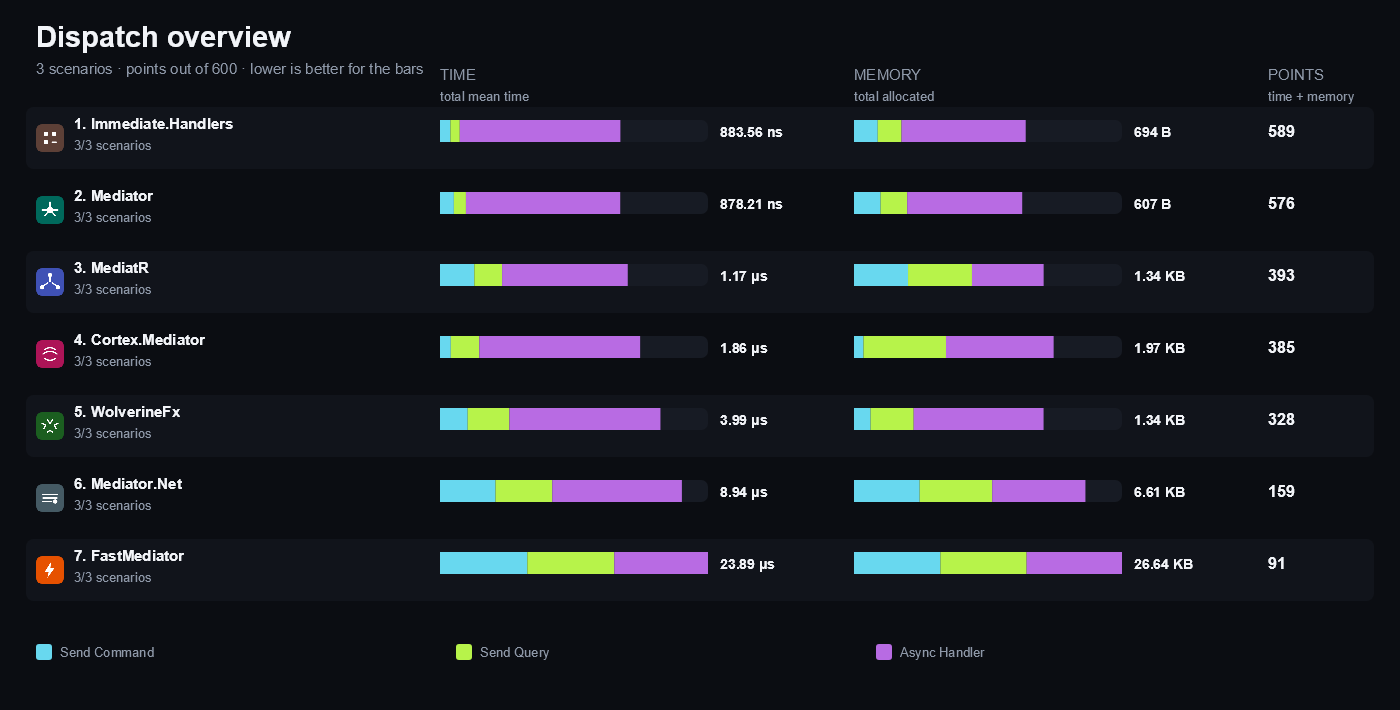 Dispatch overview
3 scenarios · points out of 600 · lower is better for the bars
TIME
total mean time
MEMORY
total allocated
POINTS
time + memory
1. Immediate.Handlers
3/3 scenarios
883.56 ns
694 B
589
2. Mediator
3/3 scenarios
878.21 ns
607 B
576
3. MediatR
3/3 scenarios
1.17 µs
1.34 KB
393
4. Cortex.Mediator
3/3 scenarios
1.86 µs
1.97 KB
385
5. WolverineFx
3/3 scenarios
3.99 µs
1.34 KB
328
6. Mediator.Net
3/3 scenarios
8.94 µs
6.61 KB
159
7. FastMediator
3/3 scenarios
23.89 µs
26.64 KB
91
Send Command
Send Query
Async Handler